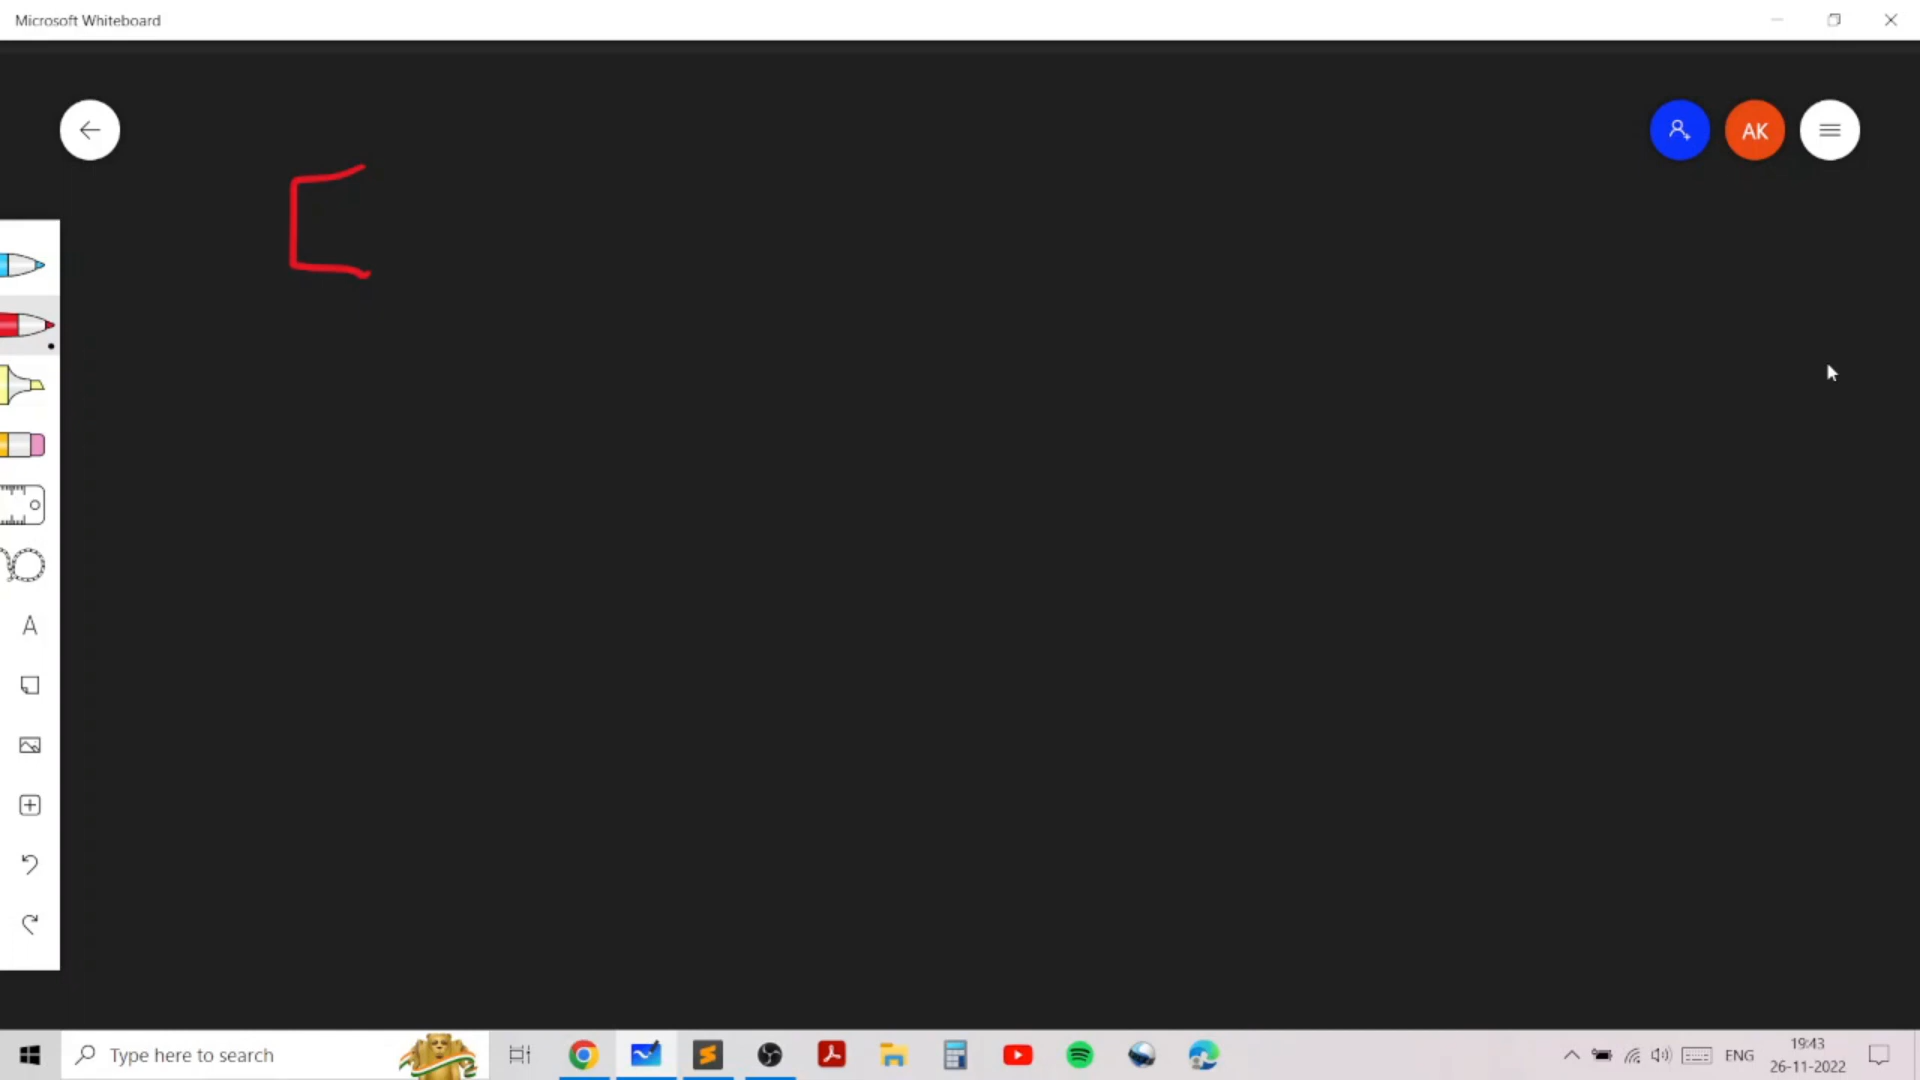 Microsoft Whiteboard
AK
[
A
Type here to search
ENG
19:43
26-11-2022